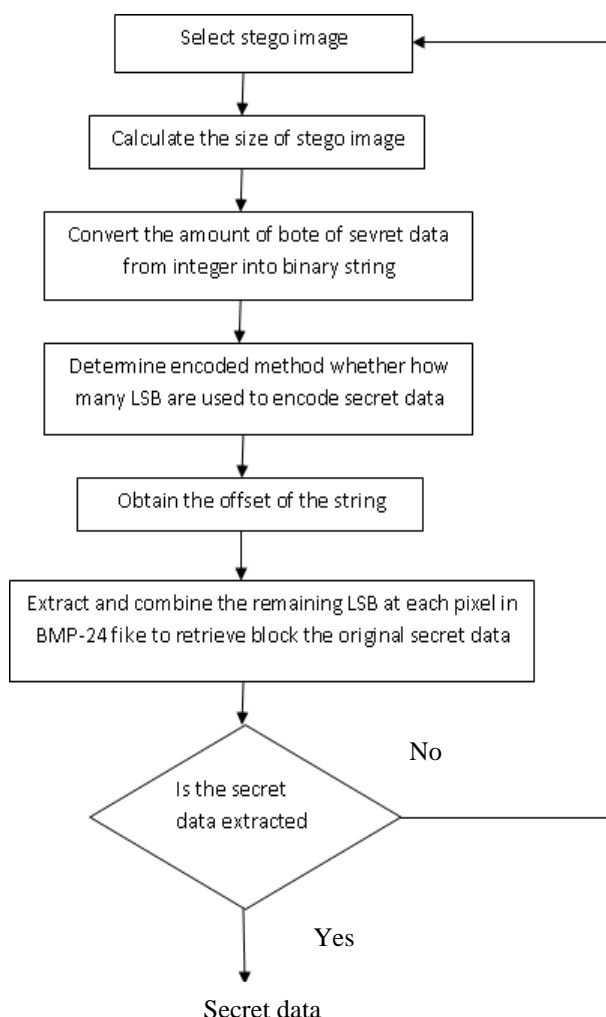 Select stego image
Calculate the size of stego image
Convert the amount of bote of sevret data
from integer into binary string
Determine encoded method whether how
many LSB are used to encode secret data
Obtain the offset of the string
Extract and combine the remaining LSB at each pixel in
BMP-24 fike to retrieve block the original secret data
No
Is the secret
data extracted
Yes
Secret data